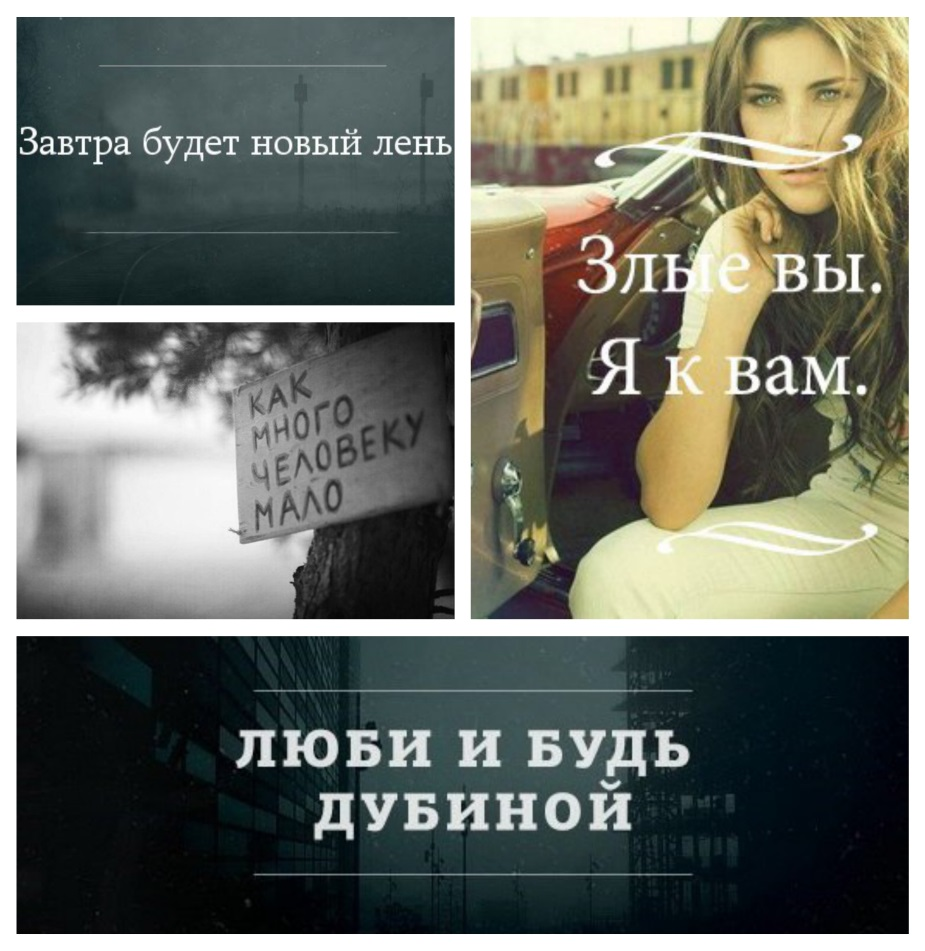 Завтра будет новый лень
КАК
МНОГО
ЧЕЛОВЕКУ
МАЛО
Злые вы.
Я к вам.
ЛЮБИ И БУДЬ
ДУБИНОЙ